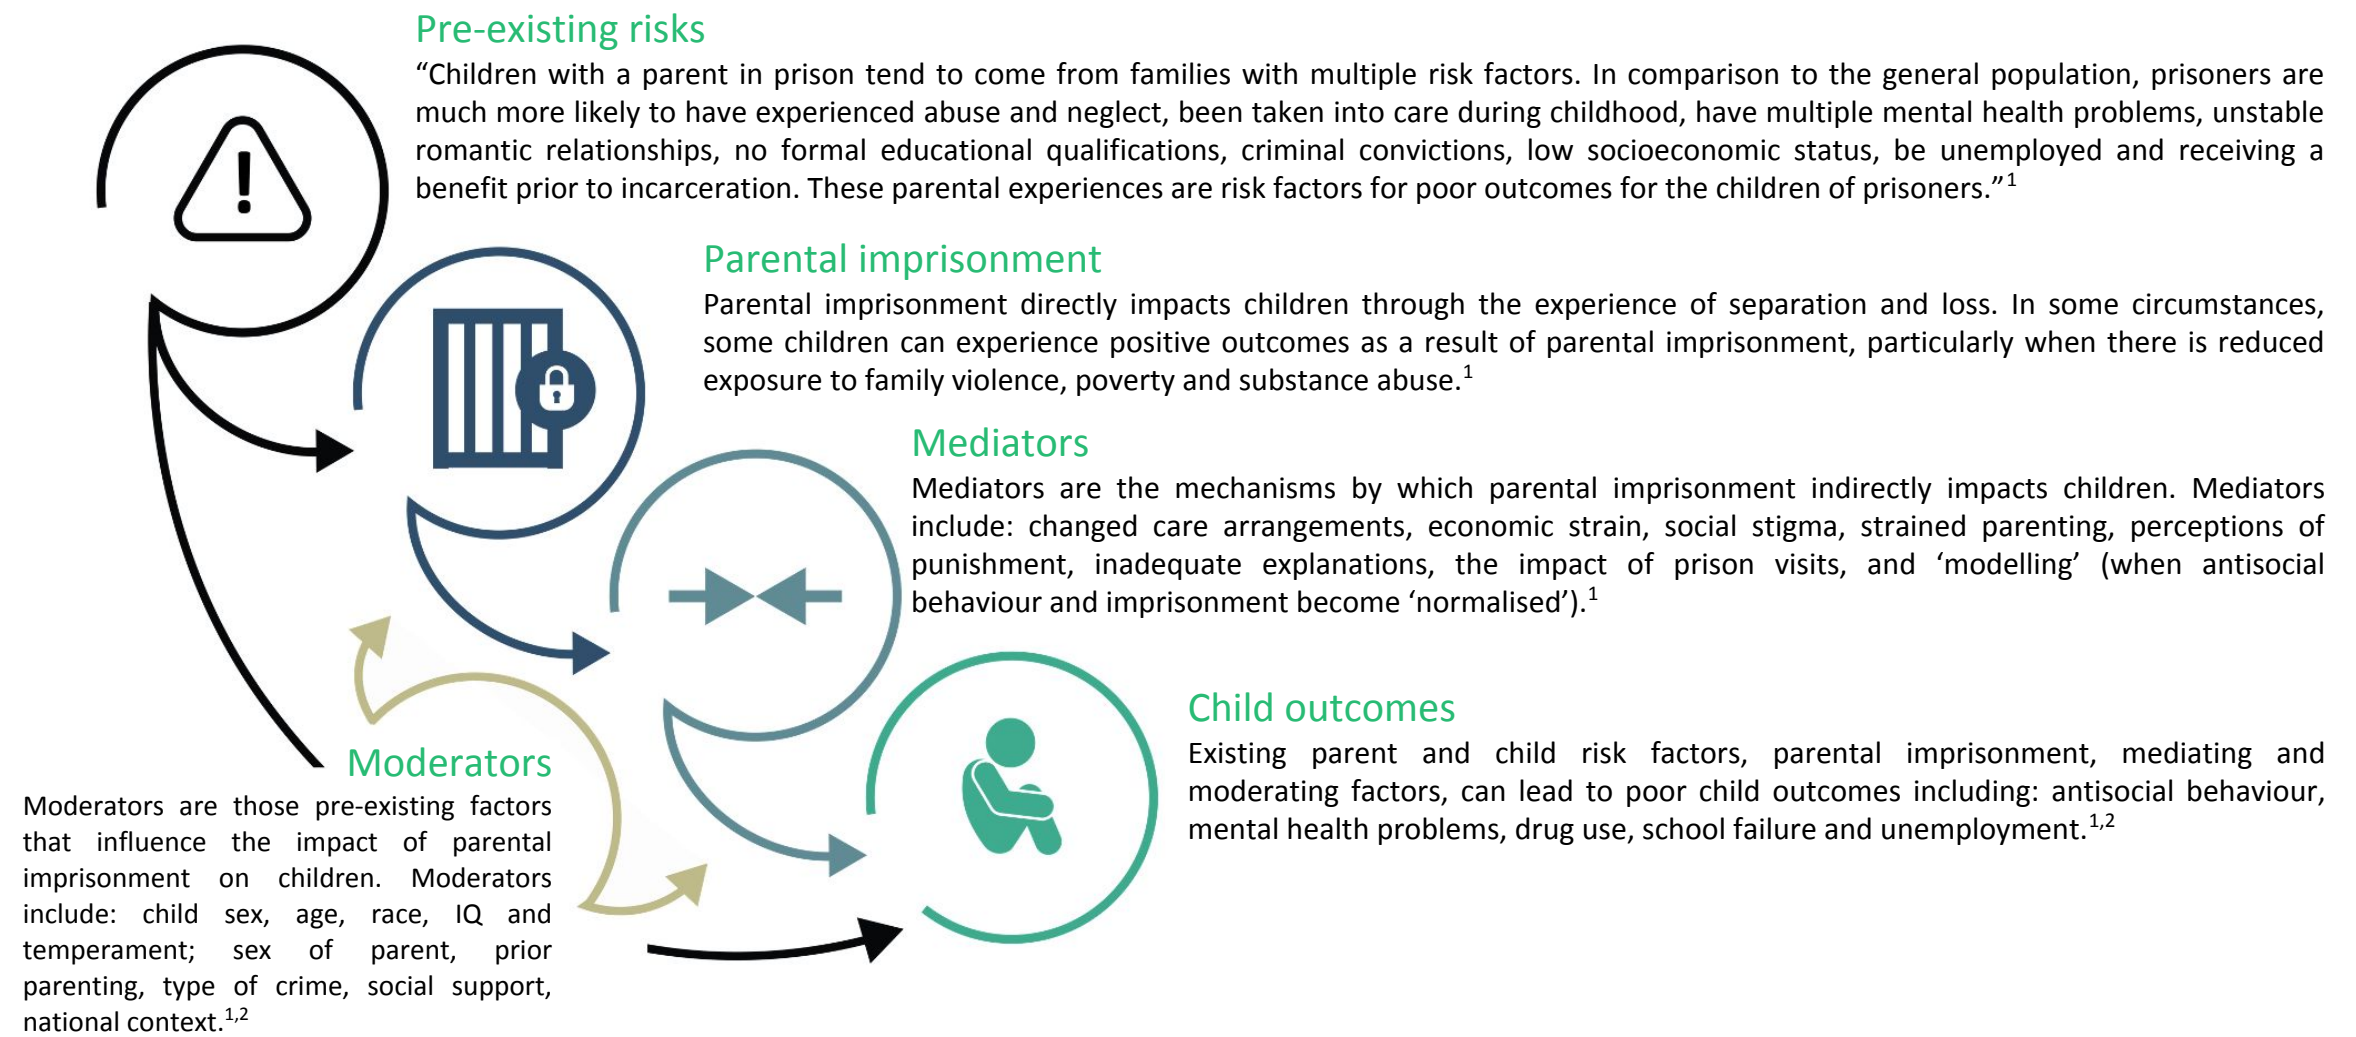 Pre-existing risks
“Children with a parent in prison tend to come from families with multiple risk factors. In comparison to the general population, prisoners are
much more likely to have experienced abuse and neglect, been taken into care during childhood, have multiple mental health problems, unstable
romantic relationships, no formal educational qualifications, criminal convictions, low socioeconomic status, be unemployed and receiving a
benefit prior to incarceration. These parental experiences are risk factors for poor outcomes for the children of prisoners.”1
Parental imprisonment
Parental imprisonment directly impacts children through the experience of separation and loss. In some circumstances,
some children can experience positive outcomes as a result of parental imprisonment, particularly when there is reduced
exposure to family violence, poverty and substance abuse.1
Mediators
Mediators are the mechanisms by which parental imprisonment indirectly impacts children. Mediators
include: changed care arrangements, economic strain, social stigma, strained parenting, perceptions of
punishment, inadequate explanations, the impact of prison visits, and ‘modelling’ (when antisocial
behaviour and imprisonment become ‘normalised’).1
Child outcomes
Existing parent and child risk factors, parental imprisonment, mediating and
moderating factors, can lead to poor child outcomes including: antisocial behaviour,
mental health problems, drug use, school failure and unemployment.1,2
Moderators
Moderators are those pre-existing factors
that influence the impact of parental
imprisonment on children. Moderators
include: child sex, age, race, IQ and
temperament; sex of parent, prior
parenting, type of crime, social support,
national context.1,2